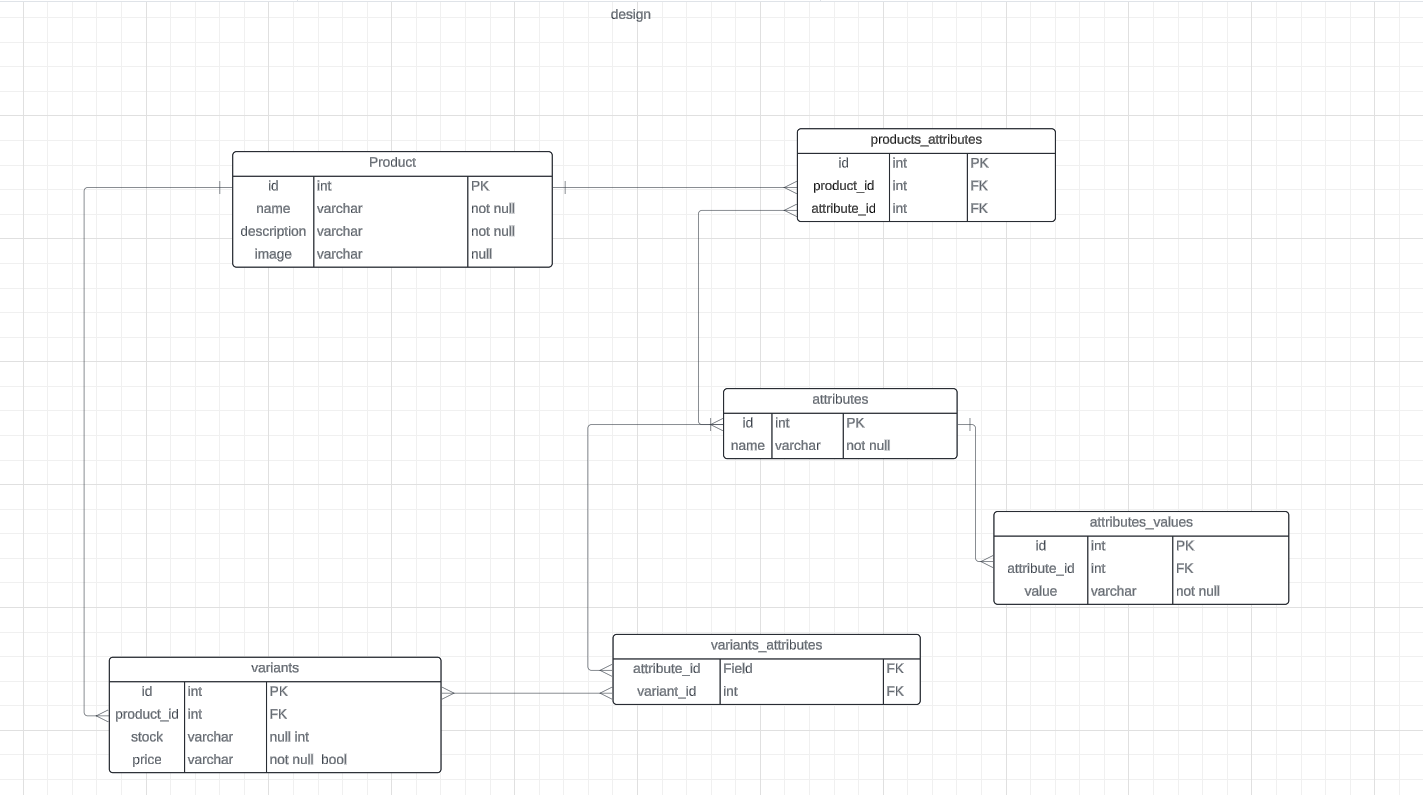 design
products_attributes
id int PK
product_id int FK
attribute_id int FK
Product
id int PK
name varchar not null
description varchar not null
image varchar null
attributes
id int PK
name varchar not null
attributes_values
id int PK
attribute_id int FK
value varchar not null
variants_attributes
attribute_id Field FK
variant_id int FK
variants
id int PK
product_id int FK
stock varchar null int
price varchar not null bool